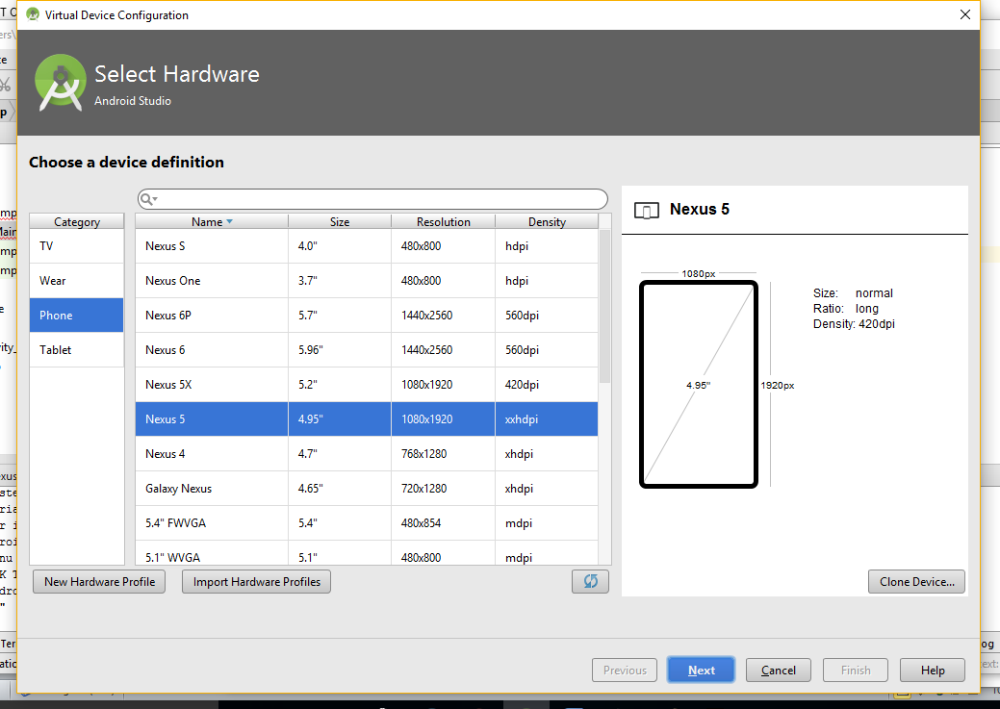 Virtual Device Configuration
Select Hardware
Android Studio
Choose a device definition
Category
TV
Wear
Phone
Tablet
Name Size Resolution Density
Nexus S 4.0" 480x800 hdpi
Nexus One 3.7" 480x800 hdpi
Nexus 6P 5.7" 1440x2560 560dpi
Nexus 6 5.96" 1440x2560 560dpi
Nexus 5X 5.2" 1080x1920 420dpi
Nexus 5 4.95" 1080x1920 xxhdpi
Nexus 4 4.7" 768x1280 xhdpi
Galaxy Nexus 4.65" 720x1280 xhdpi
5.4" FWVGA 5.4" 480x854 mdpi
5.1" WVGA 5.1" 480x800 mdpi
New Hardware Profile
Import Hardware Profiles
Nexus 5
1080px
4.95"
1920px
Size: normal
Ratio: long
Density: 420dpi
Clone Device...
Previous
Next
Cancel
Finish
Help